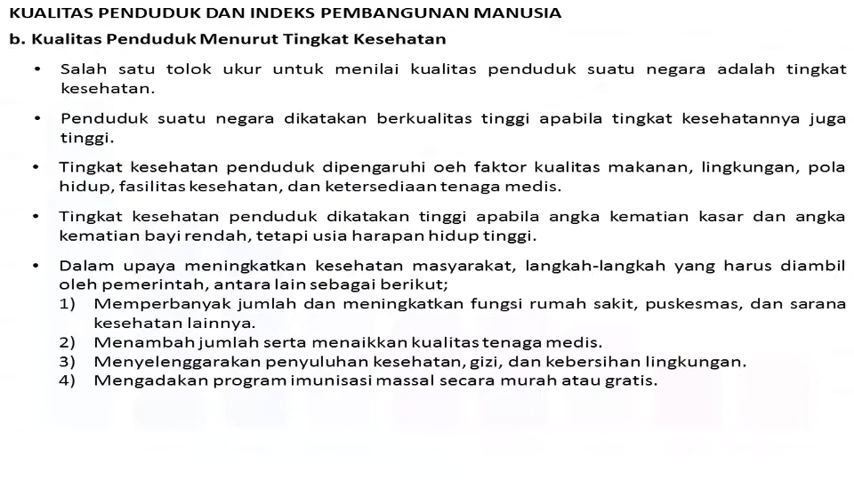 KUALITAS PENDUDUK DAN INDEKS PEMBANGUNAN MANUSIA
b. Kualitas Penduduk Menurut Tingkat Kesehatan
• Salah satu tolok ukur untuk menilai kualitas penduduk suatu negara adalah tingkat
kesehatan.
• Penduduk suatu negara dikatakan berkualitas tinggi apabila tingkat kesehatannya juga
tinggi.
• Tingkat kesehatan penduduk dipengaruhi oeh faktor kualitas makanan, lingkungan, pola
hidup, fasilitas kesehatan, dan ketersediaan tenaga medis.
• Tingkat kesehatan penduduk dikatakan tinggi apabila angka kematian kasar dan angka
kematian bayi rendah, tetapi usia harapan hidup tinggi.
• Dalam upaya meningkatkan kesehatan masyarakat, langkah-langkah yang harus diambil
oleh pemerintah, antara lain sebagai berikut;
1) Memperbanyak jumlah dan meningkatkan fungsi rumah sakit, puskesmas, dan sarana
kesehatan lainnya.
2) Menambah jumlah serta menaikkan kualitas tenaga medis.
3) Menyelenggarakan penyuluhan kesehatan, gizi, dan kebersihan lingkungan.
4) Mengadakan program imunisasi massal secara murah atau gratis.